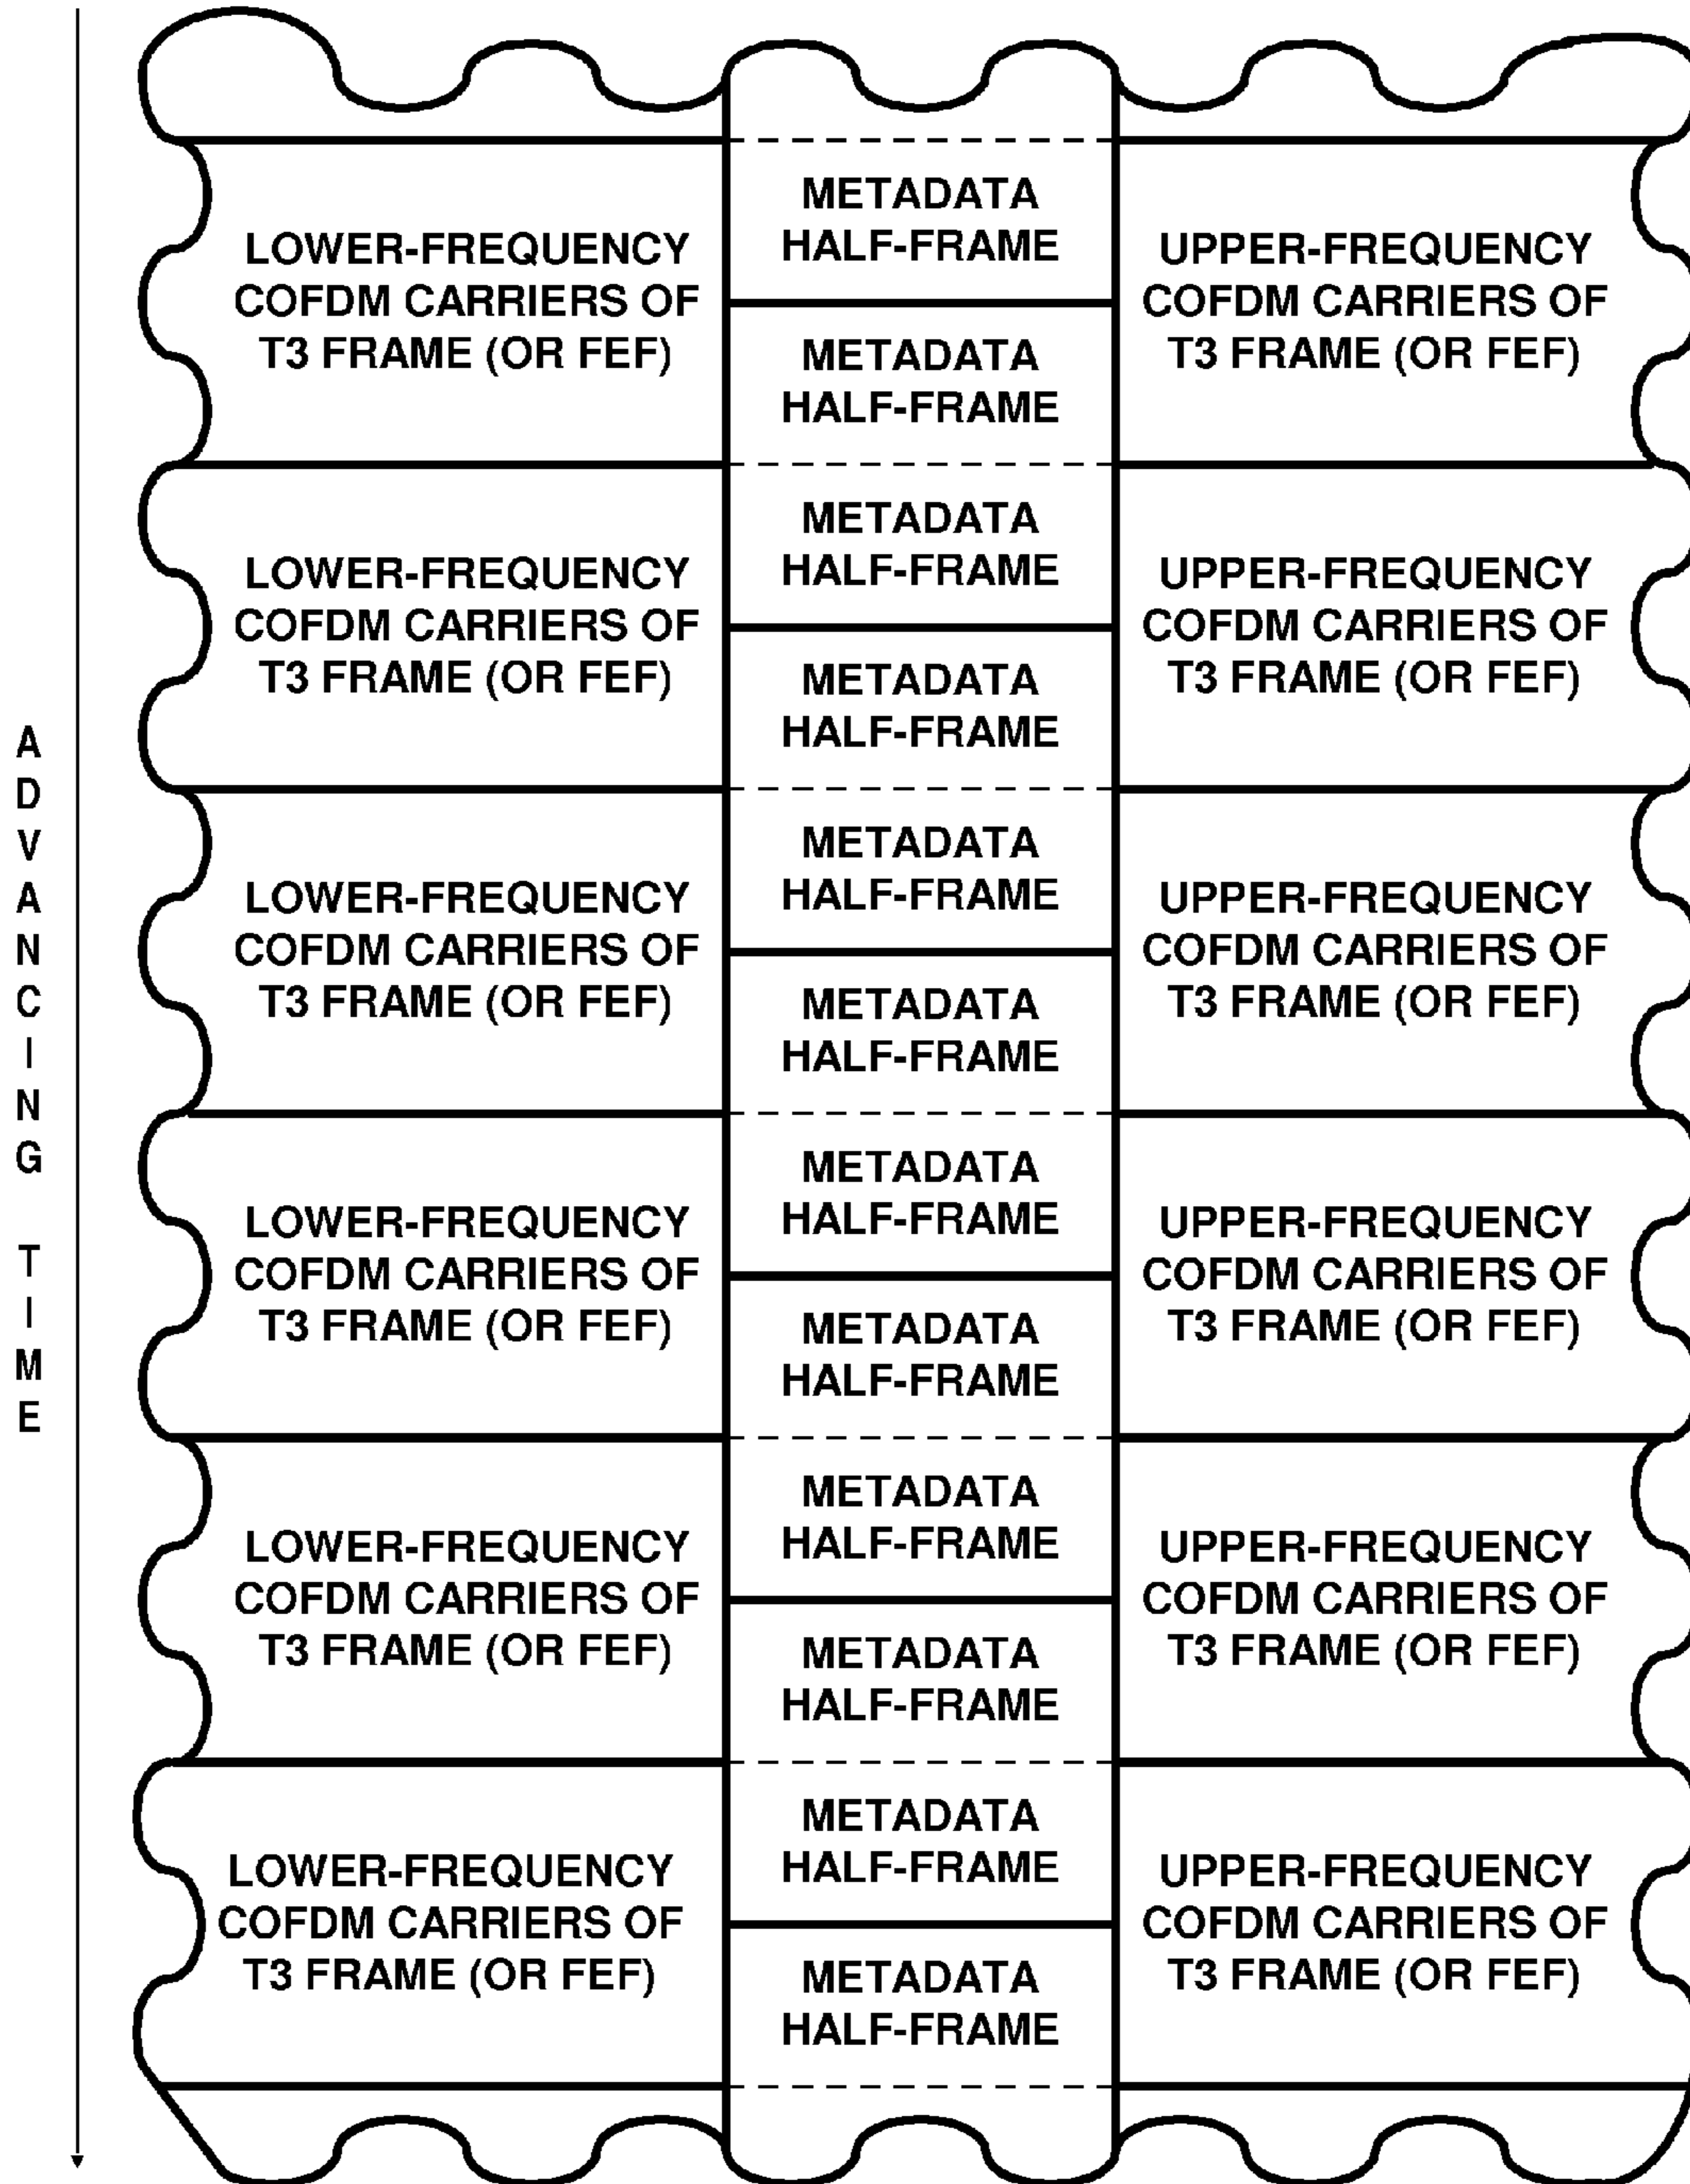 ADVANCING TIME
LOWER-FREQUENCY
COFDM CARRIERS OF
T3 FRAME (OR FEF)
METADATA
HALF-FRAME
METADATA
HALF-FRAME
UPPER-FREQUENCY
COFDM CARRIERS OF
T3 FRAME (OR FEF)
LOWER-FREQUENCY
COFDM CARRIERS OF
T3 FRAME (OR FEF)
METADATA
HALF-FRAME
METADATA
HALF-FRAME
UPPER-FREQUENCY
COFDM CARRIERS OF
T3 FRAME (OR FEF)
LOWER-FREQUENCY
COFDM CARRIERS OF
T3 FRAME (OR FEF)
METADATA
HALF-FRAME
METADATA
HALF-FRAME
UPPER-FREQUENCY
COFDM CARRIERS OF
T3 FRAME (OR FEF)
LOWER-FREQUENCY
COFDM CARRIERS OF
T3 FRAME (OR FEF)
METADATA
HALF-FRAME
METADATA
HALF-FRAME
UPPER-FREQUENCY
COFDM CARRIERS OF
T3 FRAME (OR FEF)
LOWER-FREQUENCY
COFDM CARRIERS OF
T3 FRAME (OR FEF)
METADATA
HALF-FRAME
METADATA
HALF-FRAME
UPPER-FREQUENCY
COFDM CARRIERS OF
T3 FRAME (OR FEF)
LOWER-FREQUENCY
COFDM CARRIERS OF
T3 FRAME (OR FEF)
METADATA
HALF-FRAME
METADATA
HALF-FRAME
UPPER-FREQUENCY
COFDM CARRIERS OF
T3 FRAME (OR FEF)